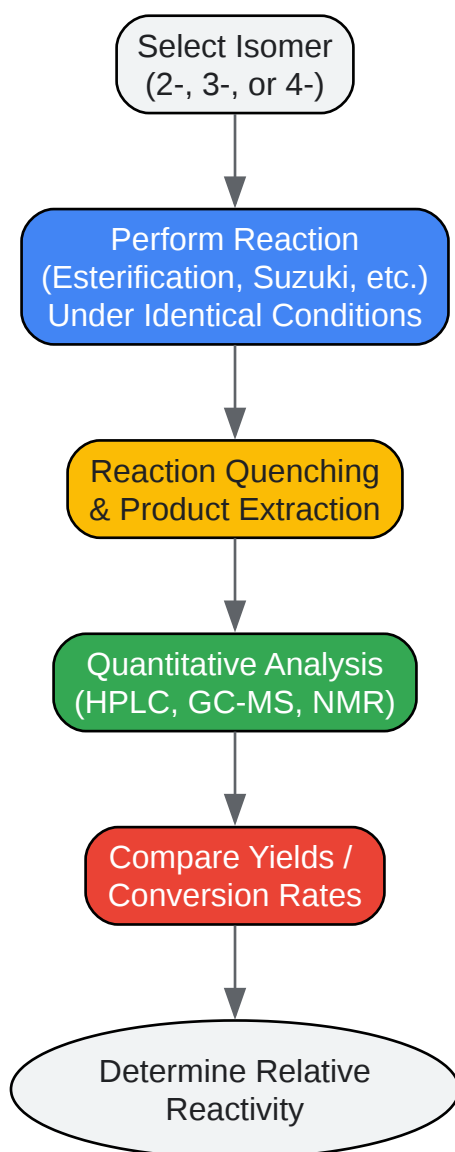 Select Isomer
(2-, 3-, or 4-)
Perform Reaction
(Esterification, Suzuki, etc.)
Under Identical Conditions
Reaction Quenching
& Product Extraction
Quantitative Analysis
(HPLC, GC-MS, NMR)
Compare Yields /
Conversion Rates
Determine Relative
Reactivity